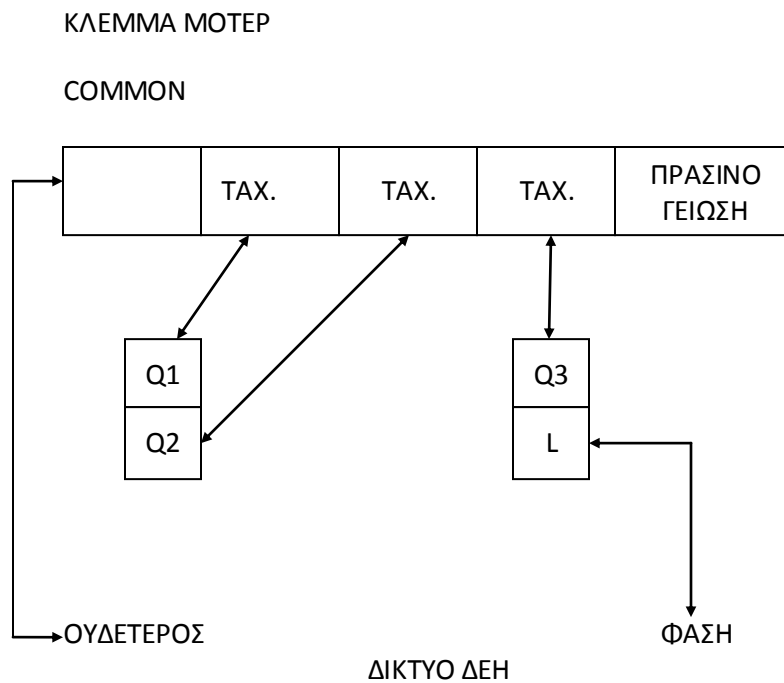 ΚΛΕΜΜΑ ΜΟΤΕΡ
COMMON
ΤΑΧ. ΤΑΧ. ΤΑΧ. ΠΡΑΣΙΝΟ
ΓΕΙΩΣΗ
Q1 Q3
Q2 L
ΟΥΔΕΤΕΡΟΣ ΦΑΣΗ
ΔΙΚΤΥΟ ΔΕΗ